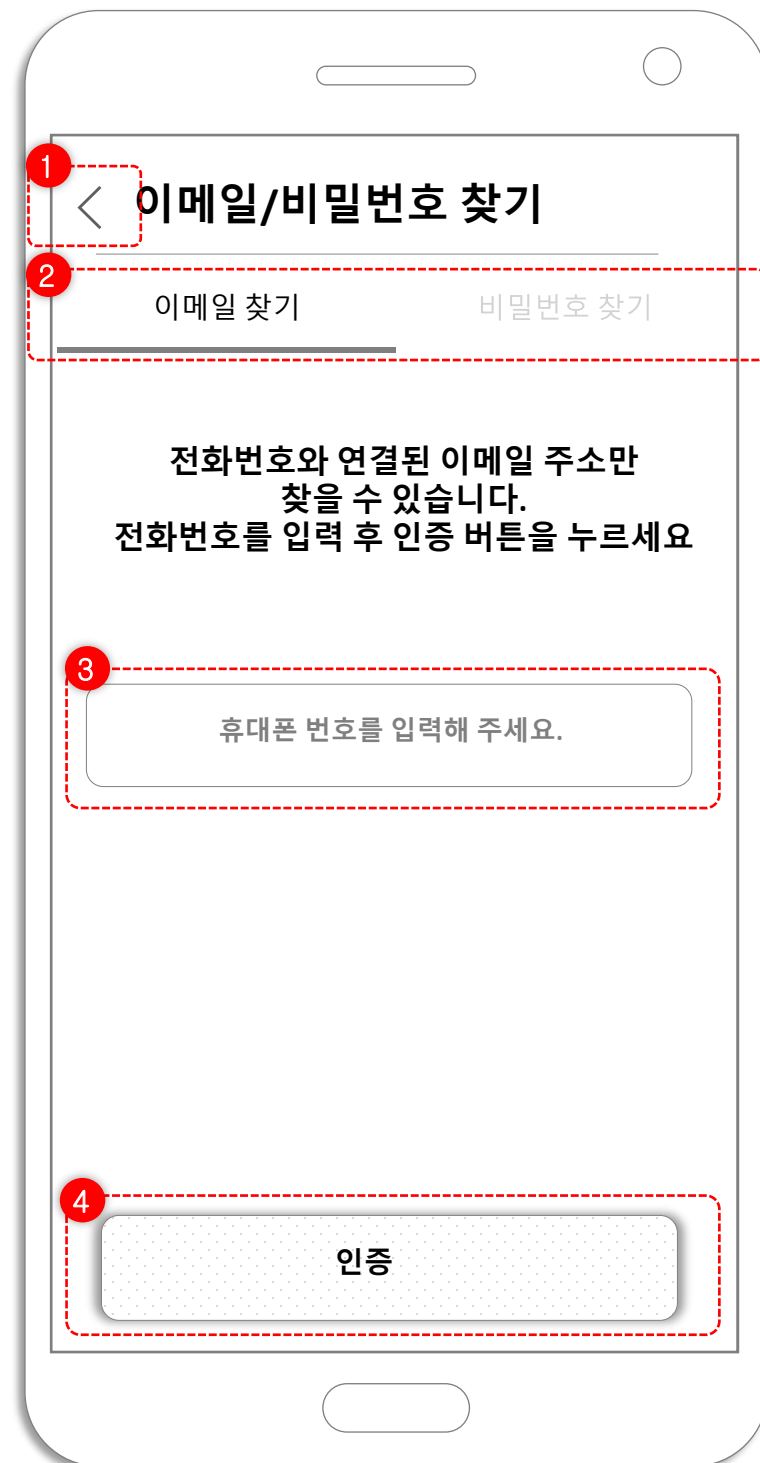 1
이메일/비밀번호 찾기
2
이메일 찾기 비밀번호 찾기
전화번호와 연결된 이메일 주소만
찾을 수 있습니다.
전화번호를 입력 후 인증 버튼을 누르세요
3
휴대폰 번호를 입력해 주세요.
4
인증